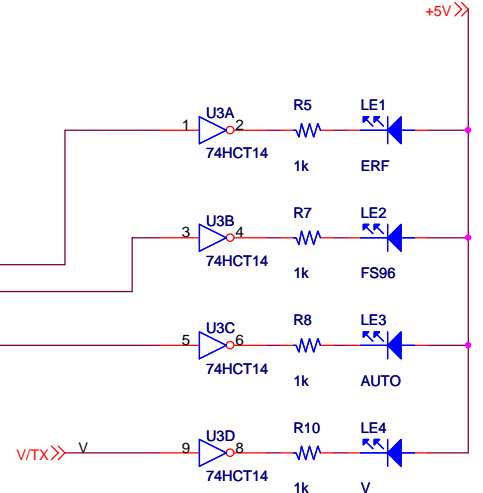 +5V
U3A R5 LE1
1 2
74HCT14 1k ERF
U3B R7 LE2
3 4
74HCT14 1k FS96
U3C R8 LE3
5 6
74HCT14 1k AUTO
U3D R10 LE4
V/TX V 9 8
74HCT14 1k V